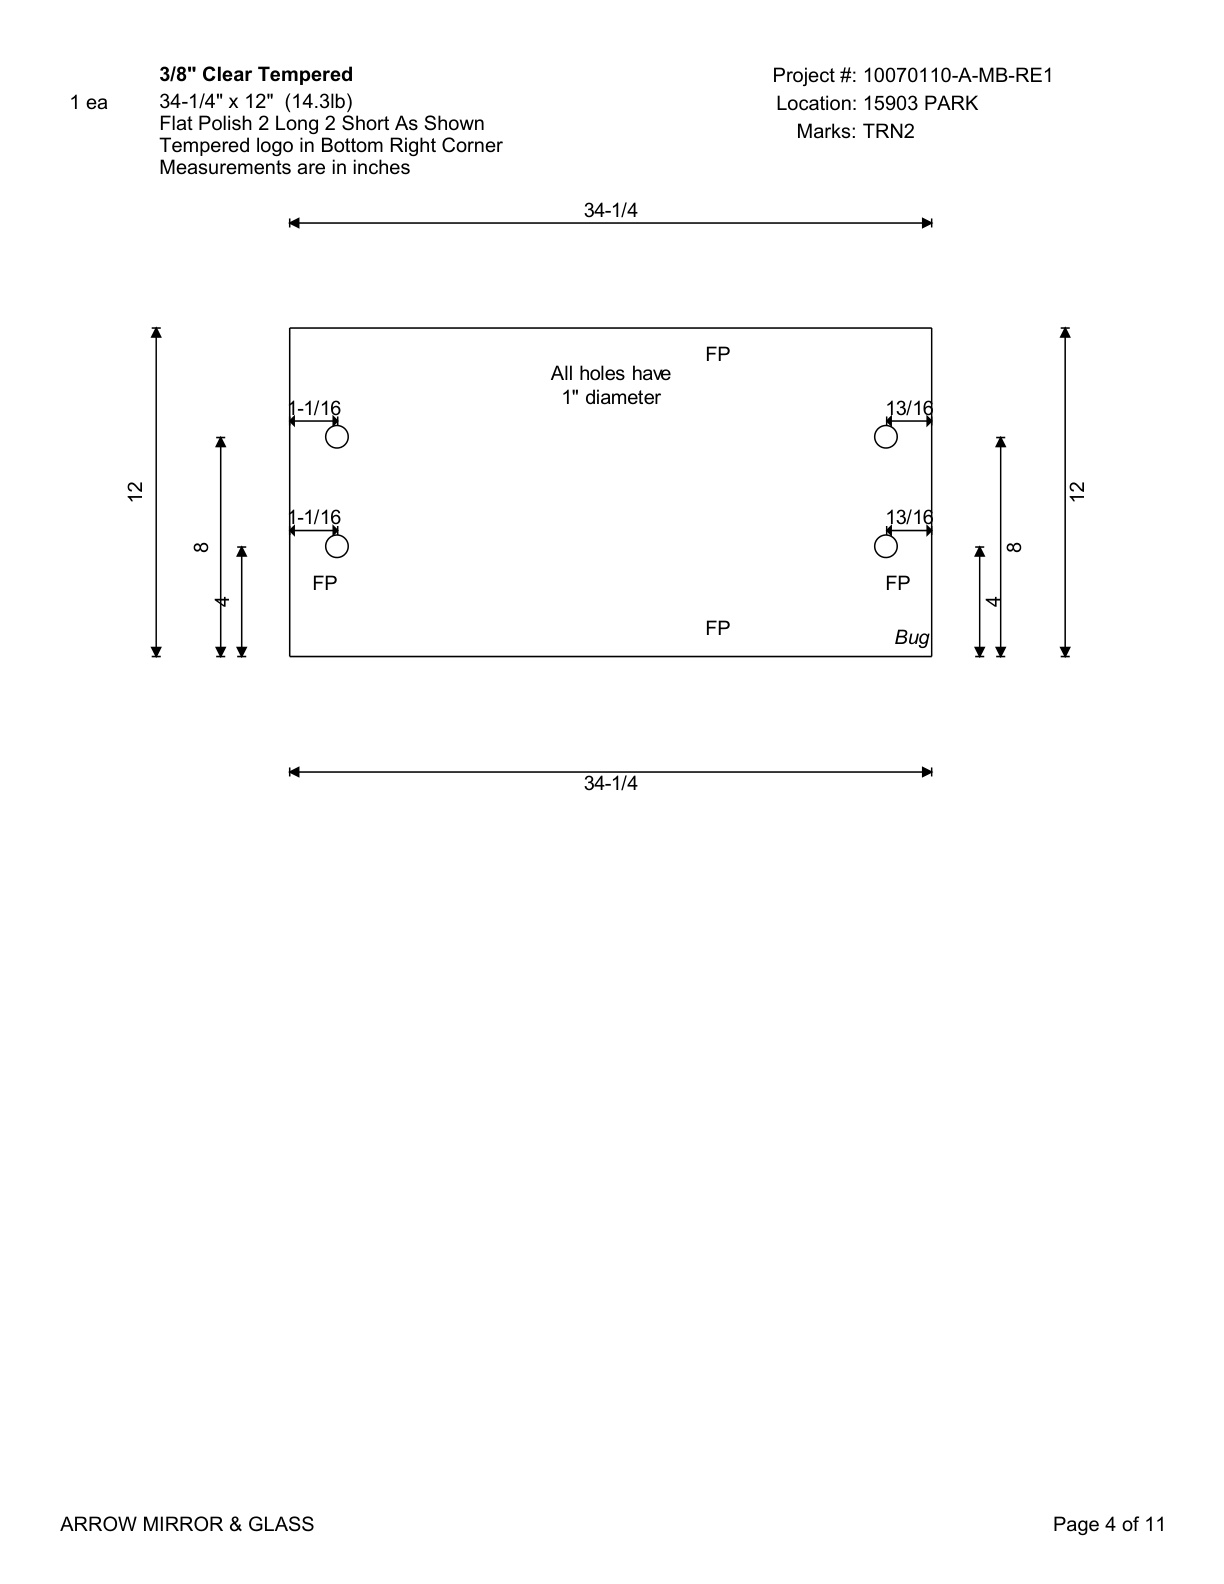 3/8" Clear Tempered
1 ea
34-1/4" x 12" (14.3lb)
Flat Polish 2 Long 2 Short As Shown
Tempered logo in Bottom Right Corner
Measurements are in inches
Project #: 10070110-A-MB-RE1
Location: 15903 PARK
Marks: TRN2
34-1/4
FP
All holes have
1" diameter
1-1/16
13/16
12
12
1-1/16
13/16
8
8
FP
FP
4
4
FP
Bug
34-1/4
ARROW MIRROR & GLASS
Page 4 of 11